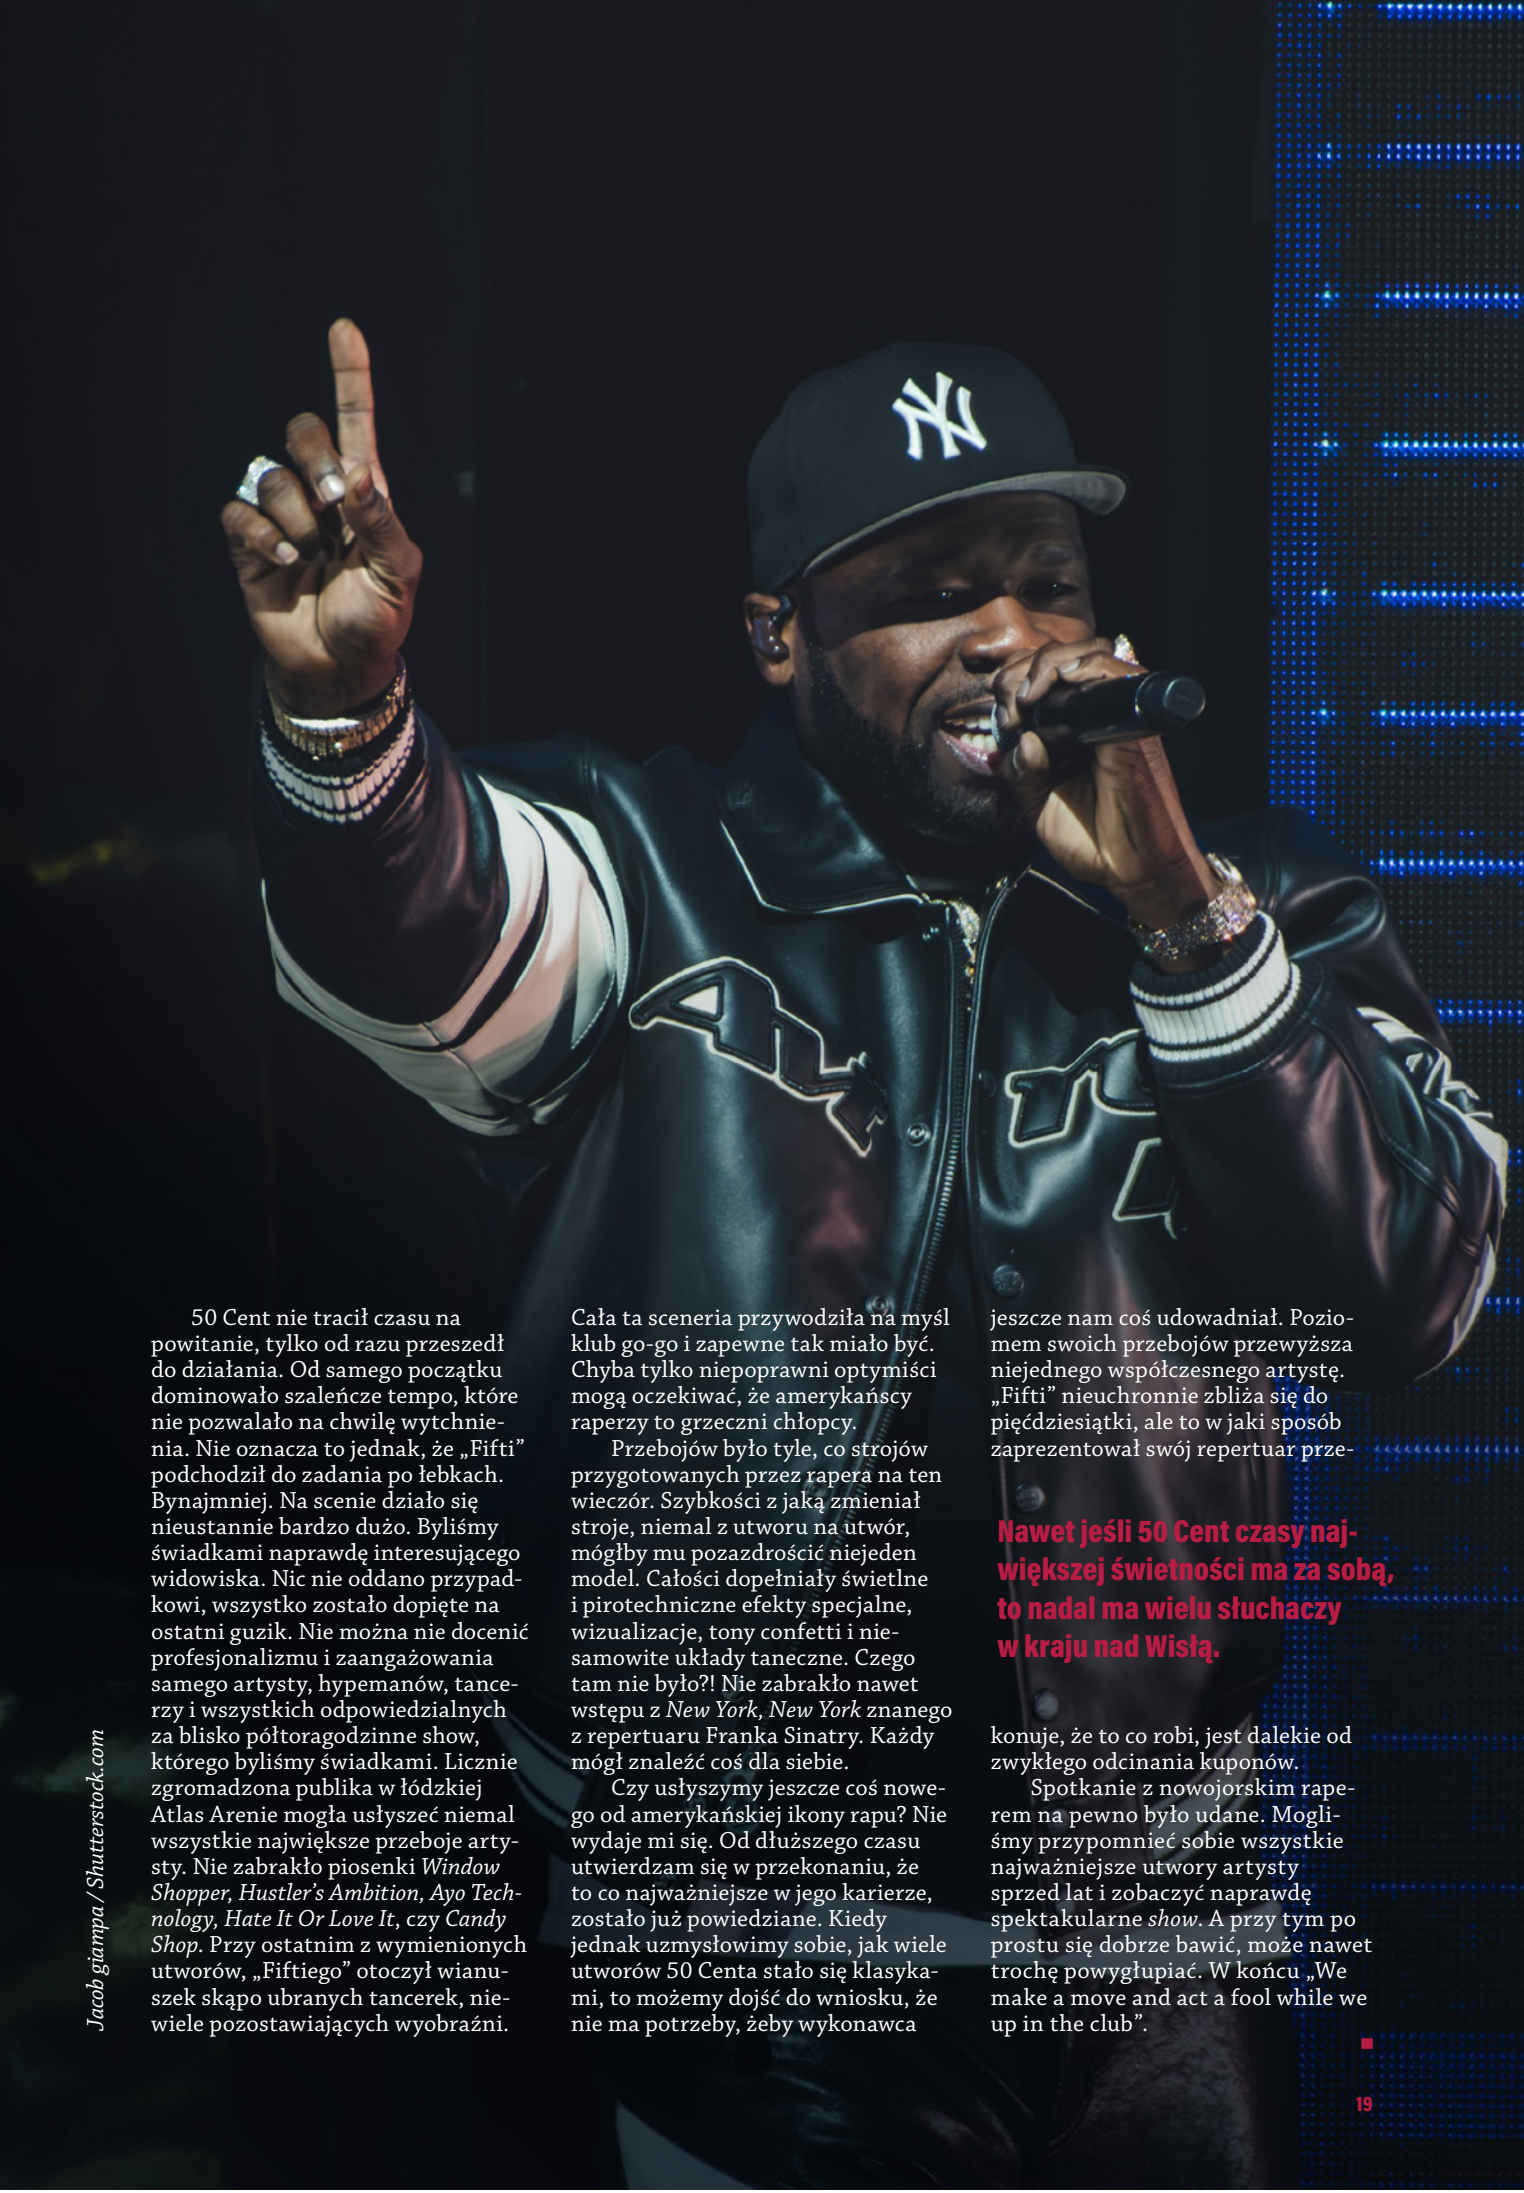 NY
50 Cent nie tracił czasu na
powitanie, tylko od razu przeszedł
do działania. Od samego początku
dominowało szaleńcze tempo, które
nie pozwalało na chwilę wytchnie-
nia. Nie oznacza to jednak, że „Fifti”
podchodził do zadania po łebkach.
Bynajmniej. Na scenie działo się
nieustannie bardzo dużo. Byliśmy
świadkami naprawdę interesującego
widowiska. Nic nie oddano przypad-
kowi, wszystko zostało dopięte na
ostatni guzik. Nie można nie docenić
profesjonalizmu i zaangażowania
samego artysty, hypemanów, tance-
rzy i wszystkich odpowiedzialnych
za blisko półtoragodzinne show,
którego byliśmy świadkami. Licznie
zgromadzona publika w łódzkiej
Atlas Arenie mogła usłyszeć niemal
wszystkie największe przeboje arty-
sty. Nie zabrakło piosenki Window
Shopper, Hustler’s Ambition, Ayo Tech-
nology, Hate It Or Love It, czy Candy
Shop. Przy ostatnim z wymienionych
utworów, „Fiftiego” otoczył wianu-
szek skąpo ubranych tancerek, nie-
wiele pozostawiających wyobraźni.
Cała ta sceneria przywodziła na myśl
klub go-go i zapewne tak miało być.
Chyba tylko niepoprawni optymiści
mogą oczekiwać, że amerykańscy
raperzy to grzeczni chłopcy.
Przebojów było tyle, co strojów
przygotowanych przez rapera na ten
wieczór. Szybkości z jaką zmieniał
stroje, niemal z utworu na utwór,
mógłby mu pozazdrościć niejeden
model. Całości dopełniały świetlne
i pirotechniczne efekty specjalne,
wizualizacje, tony confetti i nie-
samowite układy taneczne. Czego
tam nie było?! Nie zabrakło nawet
wstępu z New York, New York znanego
z repertuaru Franka Sinatry. Każdy
mógł znaleźć coś dla siebie.
Czy usłyszymy jeszcze coś nowe-
go od amerykańskiej ikony rapu? Nie
wydaje mi się. Od dłuższego czasu
utwierdzam się w przekonaniu, że
to co najważniejsze w jego karierze,
zostało już powiedziane. Kiedy
jednak uzmysłowimy sobie, jak wiele
utworów 50 Centa stało się klasyka-
mi, to możemy dojść do wniosku, że
nie ma potrzeby, żeby wykonawca
jeszcze nam coś udowadniał. Pozio-
mem swoich przebojów przewyższa
niejednego współczesnego artystę.
„Fifti” nieuchronnie zbliża się do
pięćdziesiątki, ale to w jaki sposób
zaprezentował swój repertuar prze-
Nawet jeśli 50 Cent czasy naj-
większej świetności ma za sobą,
to nadal ma wielu słuchaczy
w kraju nad Wisłą.
konuje, że to co robi, jest dalekie od
zwykłego odcinania kuponów.
Spotkanie z nowojorskim rape-
rem na pewno było udane. Mogli-
śmy przypomnieć sobie wszystkie
najważniejsze utwory artysty
sprzed lat i zobaczyć naprawdę
spektakularne show. A przy tym po
prostu się dobrze bawić, może nawet
trochę powygłupiać. W końcu „We
make a move and act a fool while we
up in the club”.
Jacob giampa / Shutterstock.com
19